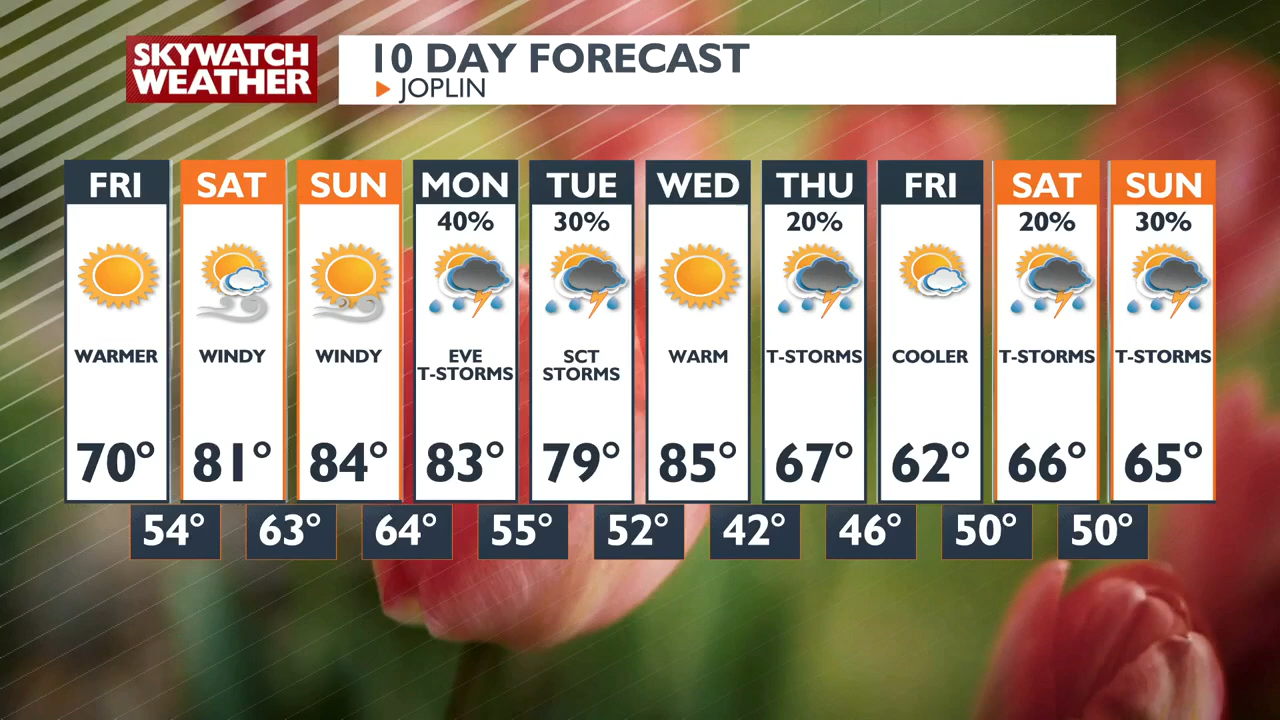 SKYWATCH
WEATHER
10 DAY FORECAST
JOPLIN
FRI SAT SUN MON TUE WED THU FRI SAT SUN
40% 30% 20% 20% 30%
WARMER WINDY WINDY EVE T-STORMS SCT STORMS WARM T-STORMS COOLER T-STORMS T-STORMS
70° 81° 84° 83° 79° 85° 67° 62° 66° 65°
54° 63° 64° 55° 52° 42° 46° 50° 50°